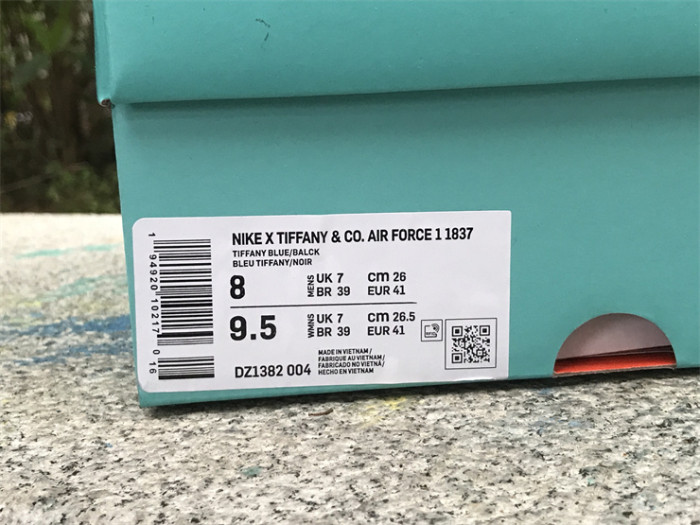 NIKE X TIFFANY & CO. AIR FORCE 1 1837
TIFFANY BLUE/BALCK
BLEU TIFFANY/NOIR
8 MENS UK 7 cm 26
BR 39 EUR 41
9.5 WMNS UK 7 cm 26.5
BR 39 EUR 41
DZ1382 004
MADE IN VIETNAM /
FABRIQUE AU VIETNAM /
FABRICADO NO VIETNÃ /
HECHO EN VIETNAM
1 94920 10217 0 16